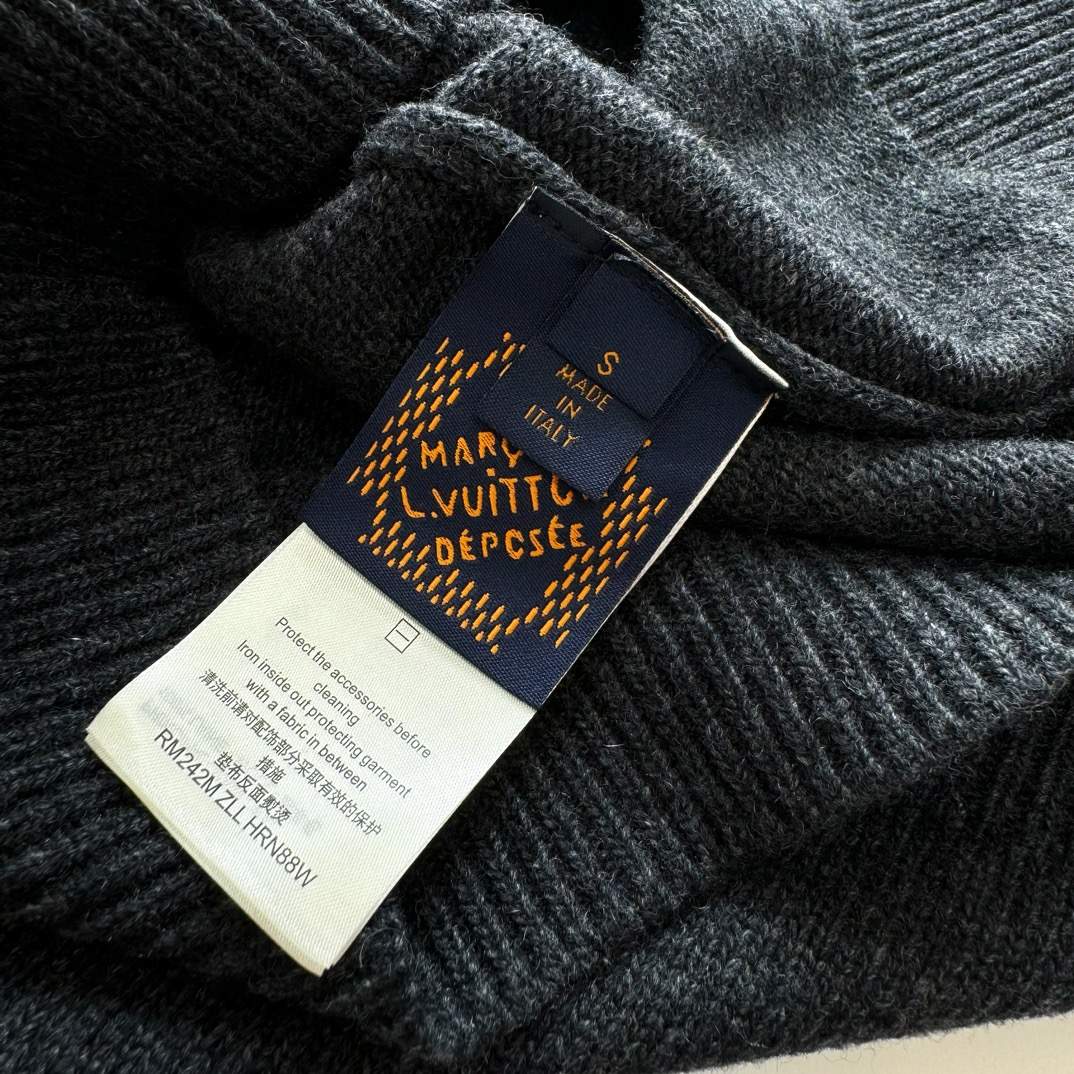 S
MADE
IN
ITALY
L.VUITTO
DÉPOSÉE
Protect the accessories before
cleaning
Iron inside out protecting garment
with a fabric in between
清洗前请对配饰部分采取有效的保护
措施
垫布反面熨烫
RM242M ZLL HRN88W